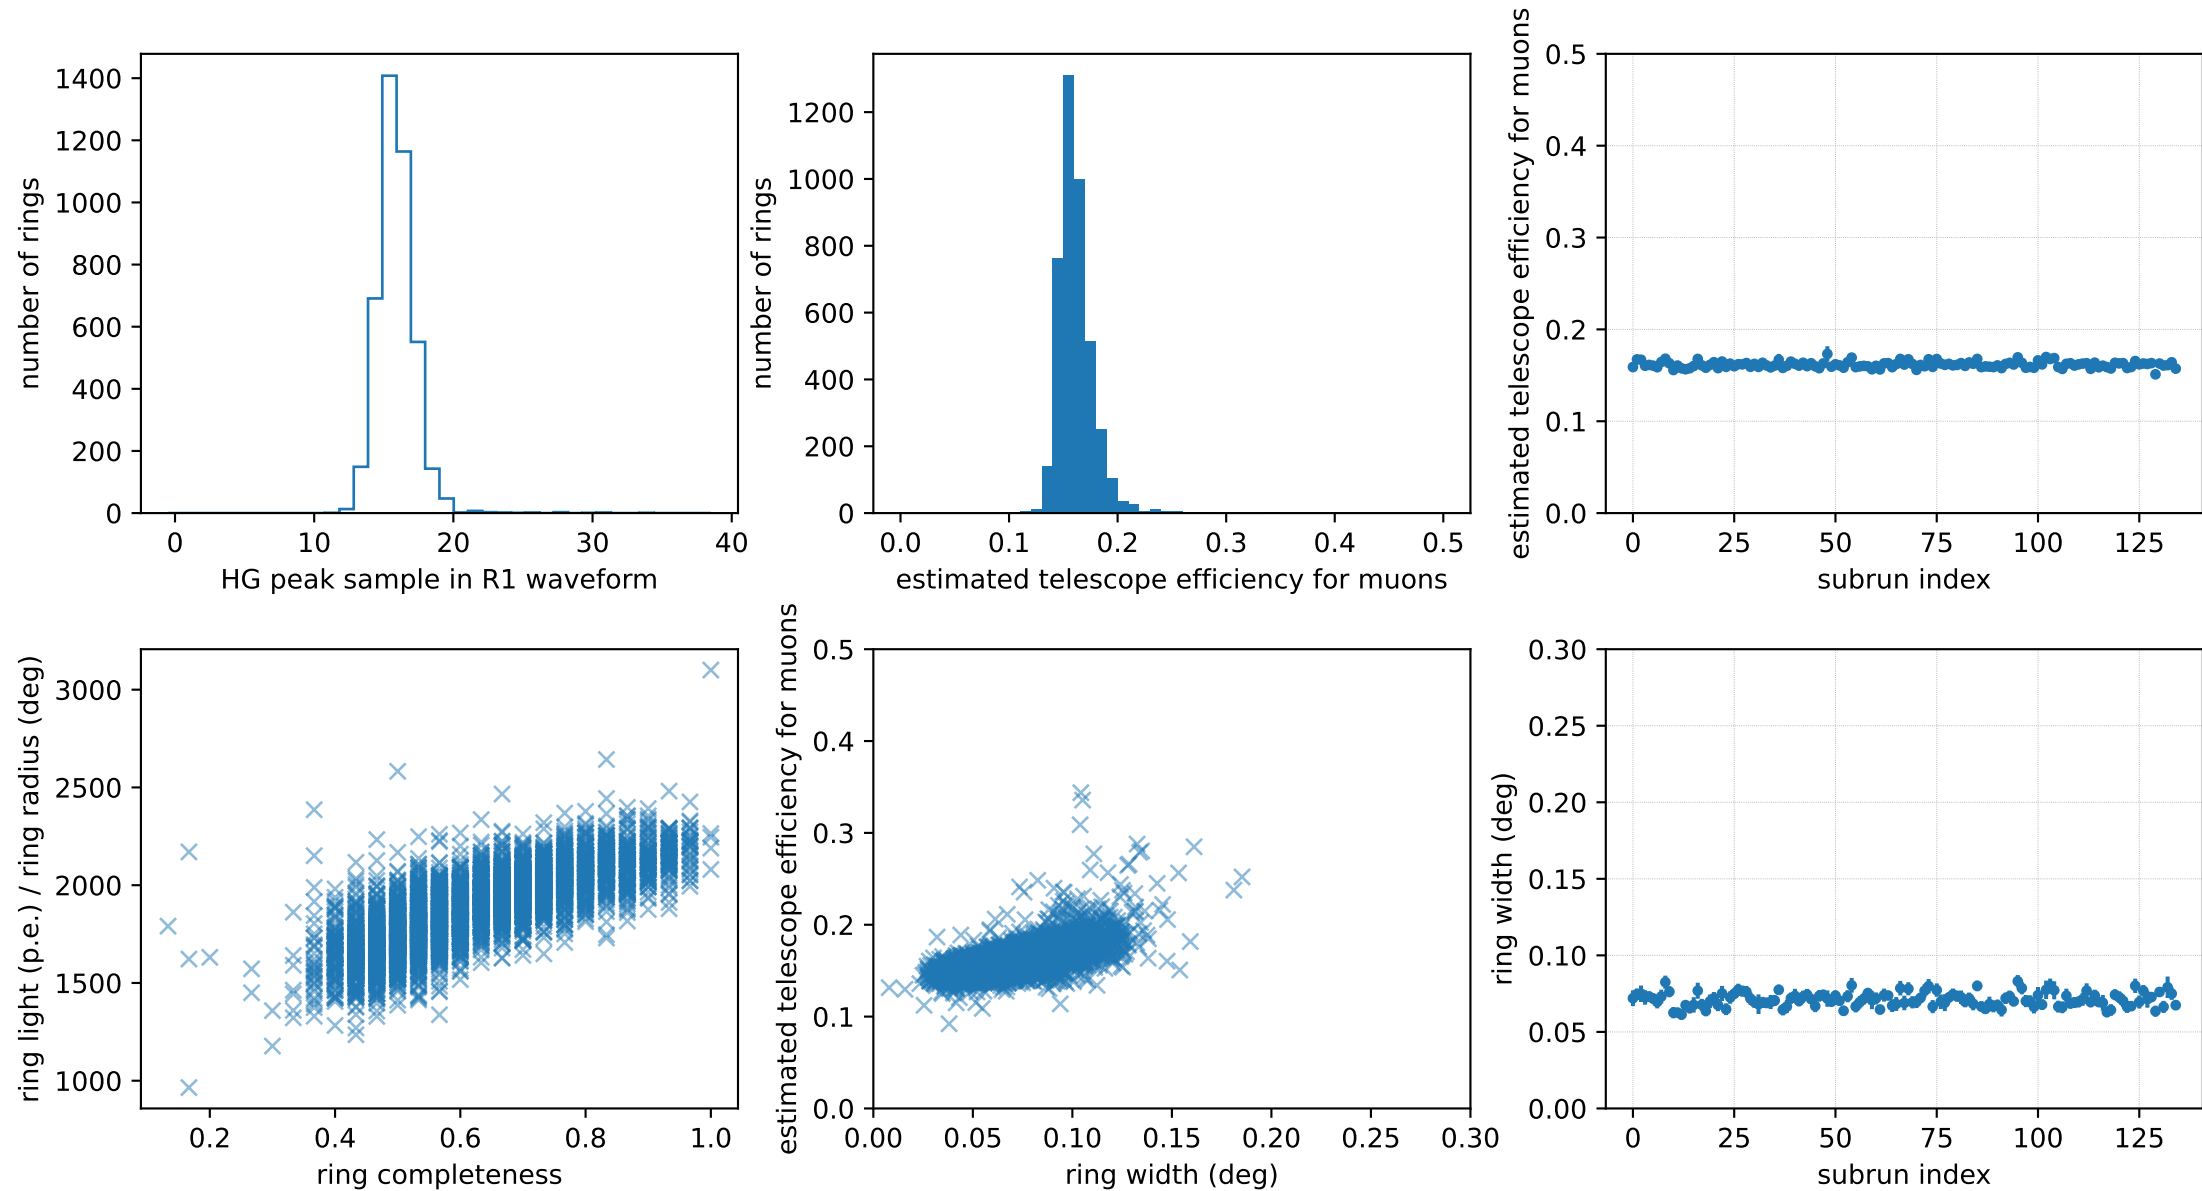 number of rings
1400
1200
1000
800
600
400
200
0
0 10 20 30 40
HG peak sample in R1 waveform
number of rings
1200
1000
800
600
400
200
0
0.0 0.1 0.2 0.3 0.4 0.5
estimated telescope efficiency for muons
estimated telescope efficiency for muons
0.5
0.4
0.3
0.2
0.1
0.0
0 25 50 75 100 125
subrun index
ring light (p.e.) / ring radius (deg)
3000
2500
2000
1500
1000
0.2 0.4 0.6 0.8 1.0
ring completeness
estimated telescope efficiency for muons
0.5
0.4
0.3
0.2
0.1
0.0
0.00 0.05 0.10 0.15 0.20 0.25 0.30
ring width (deg)
ring width (deg)
0.30
0.25
0.20
0.15
0.10
0.05
0.00
0 25 50 75 100 125
subrun index